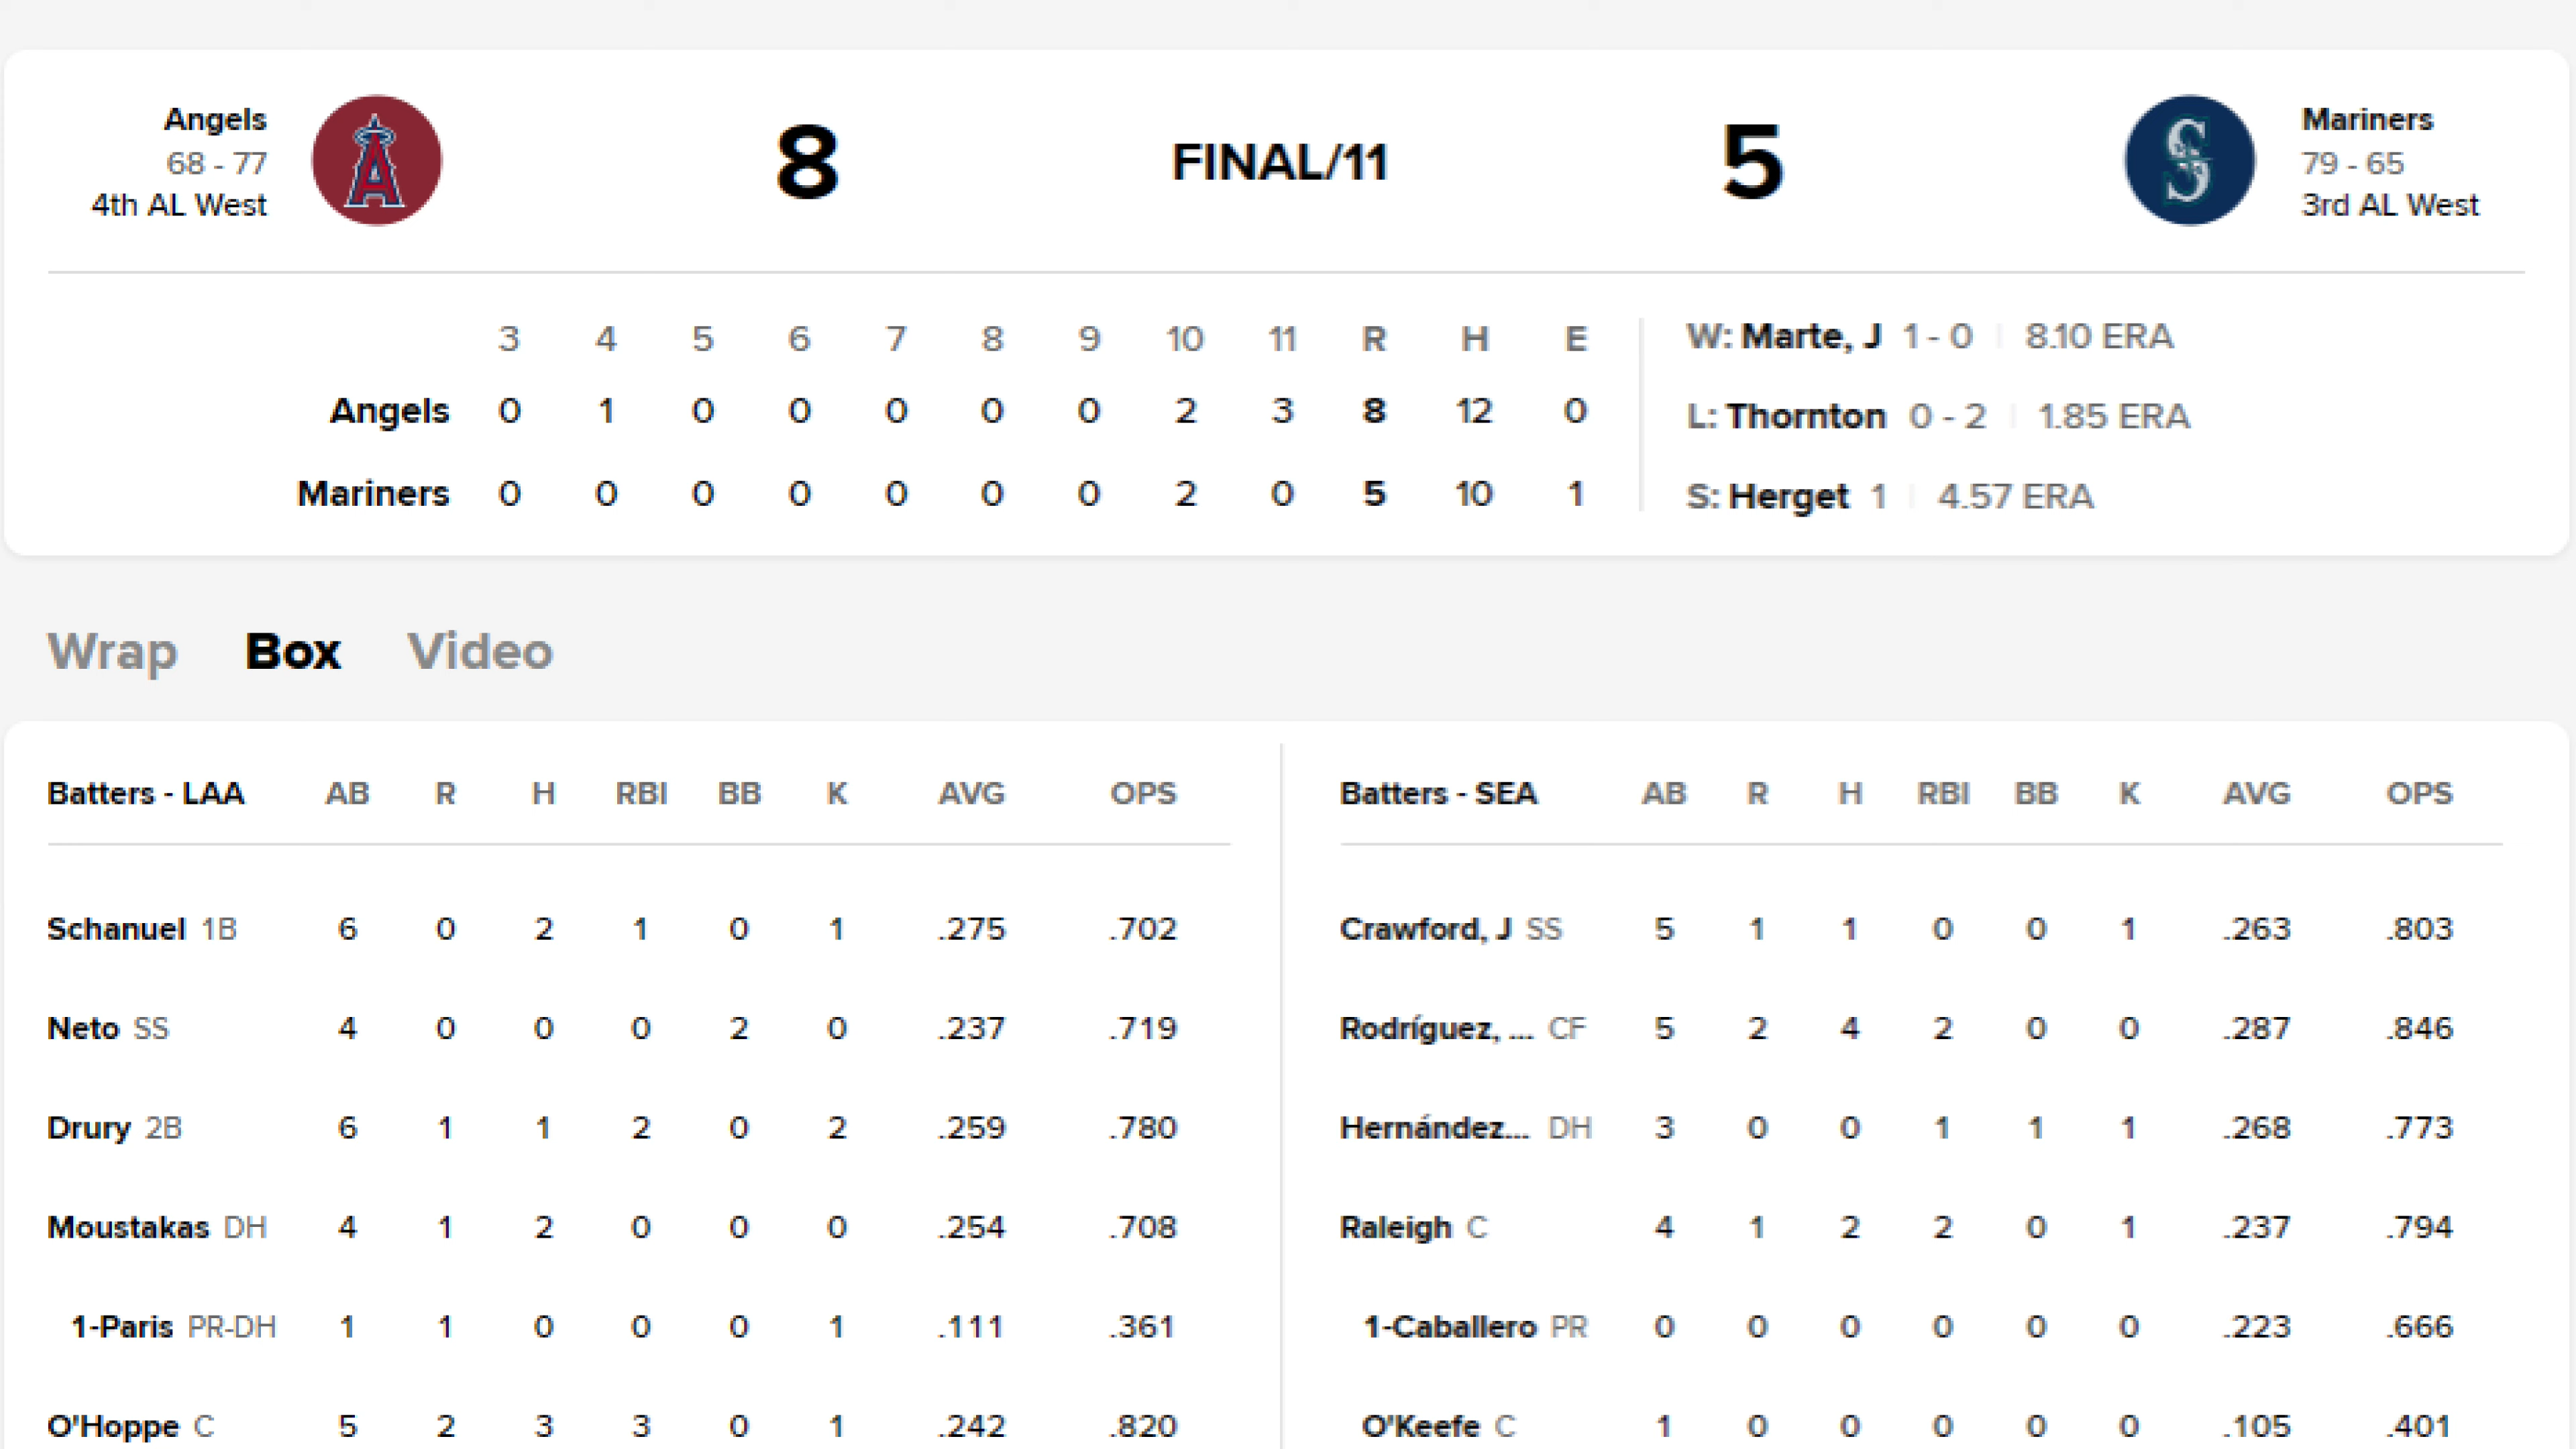 Angels
68 - 77
4th AL West
A
8
FINAL/11
5
S
Mariners
79 - 65
3rd AL West
3 4 5 6 7 8 9 10 11 R H E
Angels 0 1 0 0 0 0 0 2 3 8 12 0
Mariners 0 0 0 0 0 0 0 2 0 5 10 1
W: Marte, J 1 - 0 | 8.10 ERA
L: Thornton 0 - 2 | 1.85 ERA
S: Herget 1 | 4.57 ERA
Wrap Box Video
Batters - LAA AB R H RBI BB K AVG OPS
Schanuel 1B 6 0 2 1 0 1 .275 .702
Neto SS 4 0 0 0 2 0 .237 .719
Drury 2B 6 1 1 2 0 2 .259 .780
Moustakas DH 4 1 2 0 0 0 .254 .708
1-Paris PR-DH 1 1 0 0 0 1 .111 .361
O'Hoppe C 5 2 3 3 0 1 .242 .820
Batters - SEA AB R H RBI BB K AVG OPS
Crawford, J SS 5 1 1 0 0 1 .263 .803
Rodríguez, ... CF 5 2 4 2 0 0 .287 .846
Hernández... DH 3 0 0 1 1 1 .268 .773
Raleigh C 4 1 2 2 0 1 .237 .794
1-Caballero PR 0 0 0 0 0 0 .223 .666
O'Keefe C 1 0 0 0 0 0 .105 .401